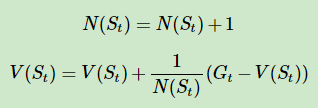 N(S_t) = N(S_t) + 1
V(S_t) = V(S_t) + \frac{1}{N(S_t)}(G_t − V(S_t))